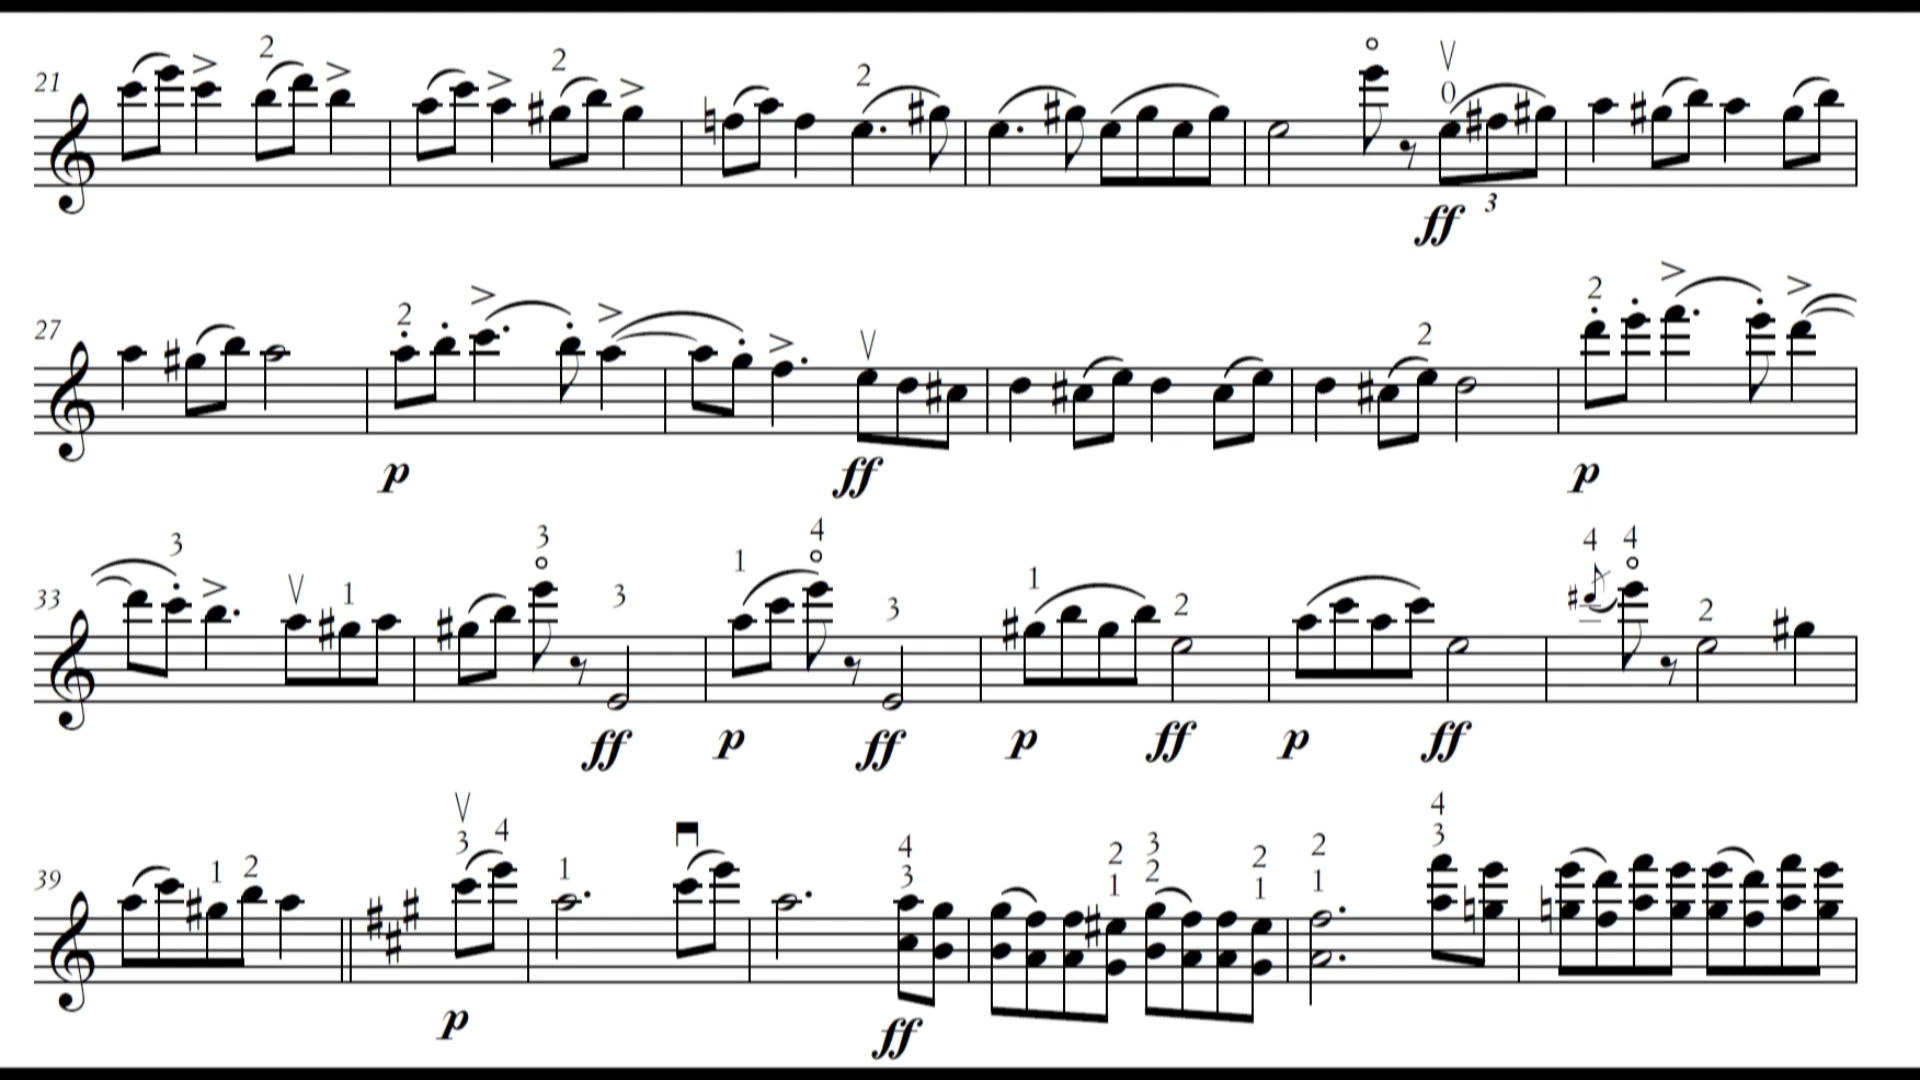 2 2
21 2 2 0
3
ff
2
27 2 2
p ff p
3 4 4 4
3 1 1 1 3 2 2
33 3
ff p ff p ff p ff
4
3 4 4 2 3 2 2 4
39 1 2 1 3 1 2 1 1 3
p ff